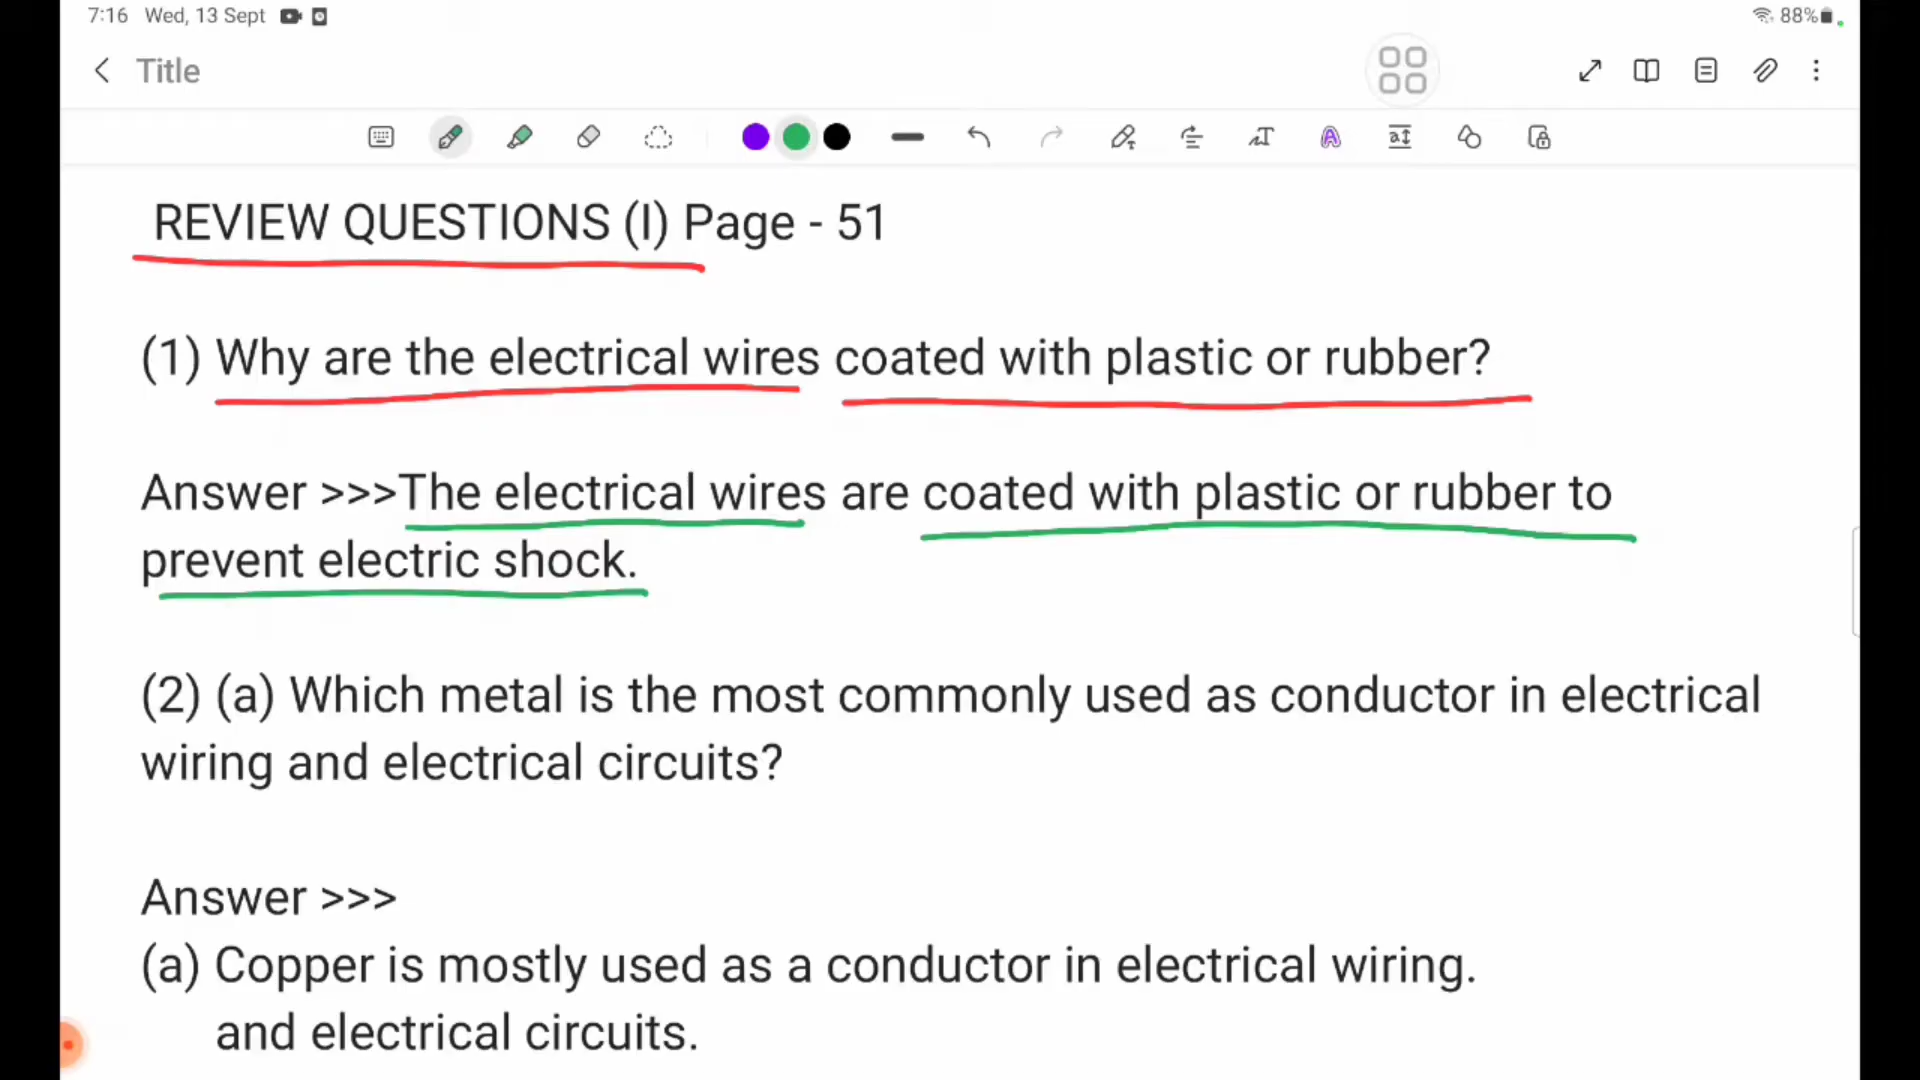 7:16 Wed, 13 Sept 88%
Title
REVIEW QUESTIONS (I) Page - 51
(1) Why are the electrical wires coated with plastic or rubber?
Answer >>>The electrical wires are coated with plastic or rubber to
prevent electric shock.
(2) (a) Which metal is the most commonly used as conductor in electrical
wiring and electrical circuits?
Answer >>>
(a) Copper is mostly used as a conductor in electrical wiring.
and electrical circuits.